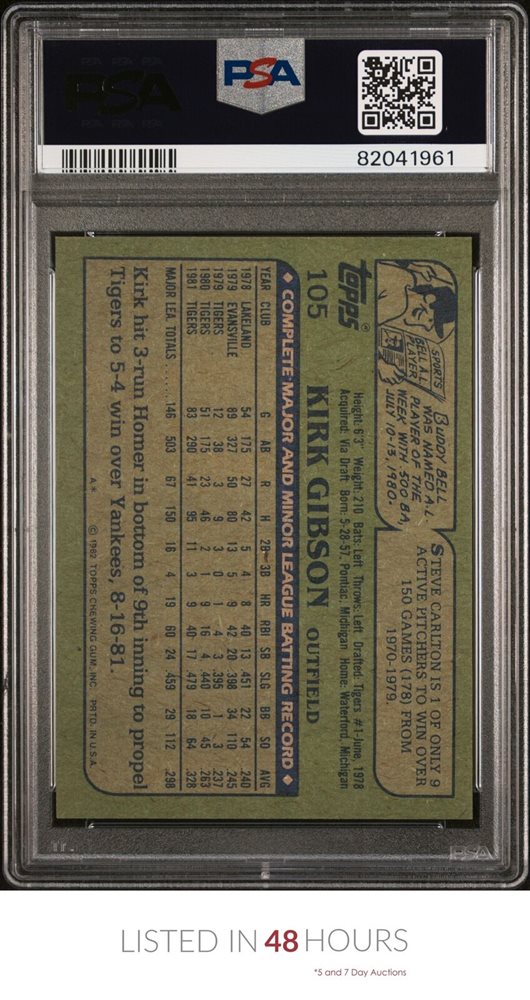 PSA
PSA
82041961
BUDDY BELL
WAS NAMED A.L.
PLAYER OF THE
WEEK WITH .500 BA,
JULY 10-13, 1980.
SPORTS
BELL A.L.
PLAYER
STEVE CARLTON IS 1 OF ONLY 9
ACTIVE PITCHERS TO WIN OVER
150 GAMES (178) FROM
1970-1979.
TOPPS®
105 KIRK GIBSON OUTFIELD
Height: 6'3" Weight: 210 Bats: Left Throws: Left Drafted: Tigers #1-June, 1978
Acquired: Via Draft Born: 5-28-57, Pontiac, Michigan Home: Waterford, Michigan
◆ COMPLETE MAJOR AND MINOR LEAGUE BATTING RECORD ◆
YEAR CLUB G AB R H 2B 3B HR RBI SB SLG BB SO AVG
1978 LAKELAND 54 175 27 42 5 4 8 40 13 .451 22 54 .240
1979 EVANSVILLE 89 327 50 80 13 5 9 42 20 .398 34 110 .245
1979 TIGERS 12 38 3 9 3 0 1 4 3 .395 1 3 .237
1980 TIGERS 51 175 23 46 2 1 9 16 4 .440 10 45 .263
1981 TIGERS 83 290 41 95 11 3 9 40 17 .479 18 64 .328
MAJOR LEA. TOTALS 146 503 67 150 16 4 19 60 24 .459 29 112 .298
Kirk hit 3-run Homer in bottom of 9th inning to propel
Tigers to 5-4 win over Yankees, 8-16-81.
A.* © 1982 TOPPS CHEWING GUM, INC. PRTD. IN U.S.A.
PSA
LISTED IN 48 HOURS
*5 and 7 Day Auctions